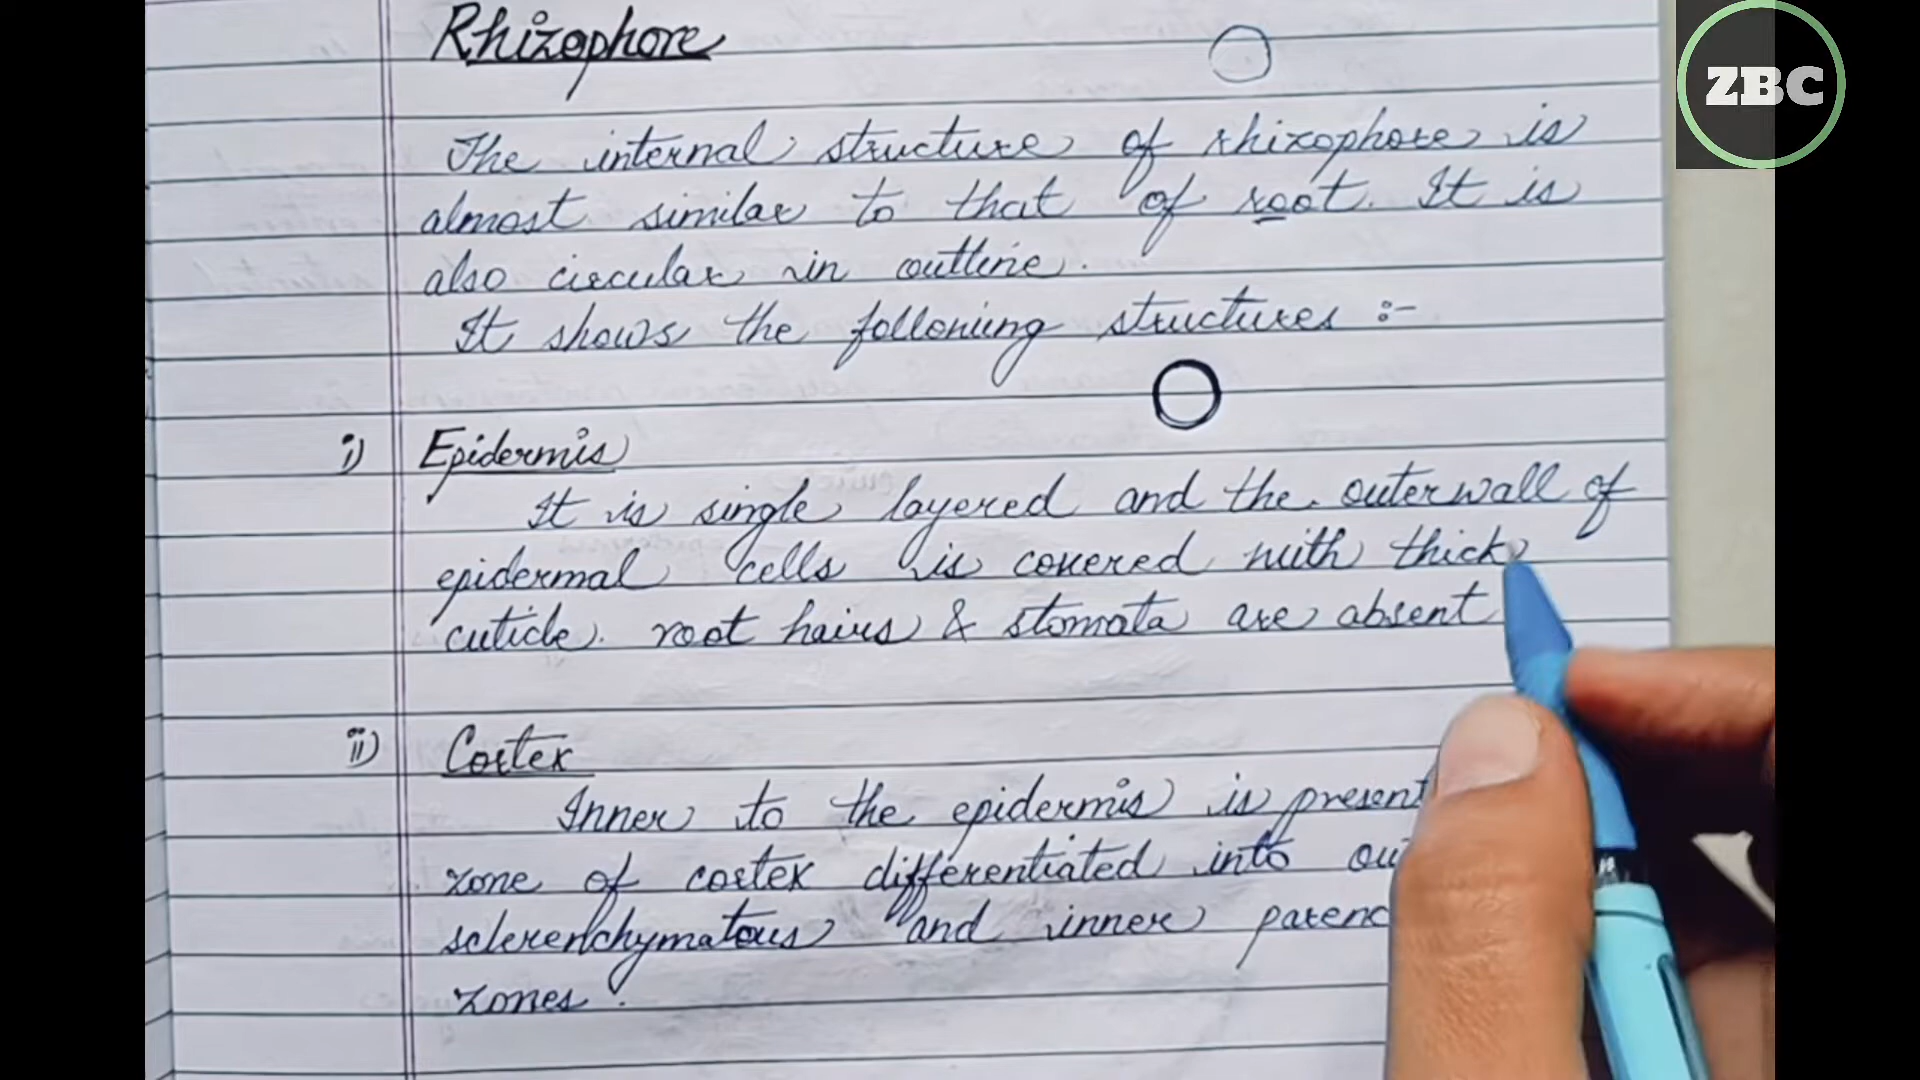 Rhizophore
ZBC
The internal structure of rhizophore is
almost similar to that of root. It is
also circular in outline.
It shows the following structures :-
i) Epidermis
It is single layered and the outerwall of
epidermal cells is covered with thick
cuticle. root hairs & stomata are absent
ii) Cortex
Inner to the epidermis is present
zone of cortex differentiated into
sclerenchymatous and inner
zones.